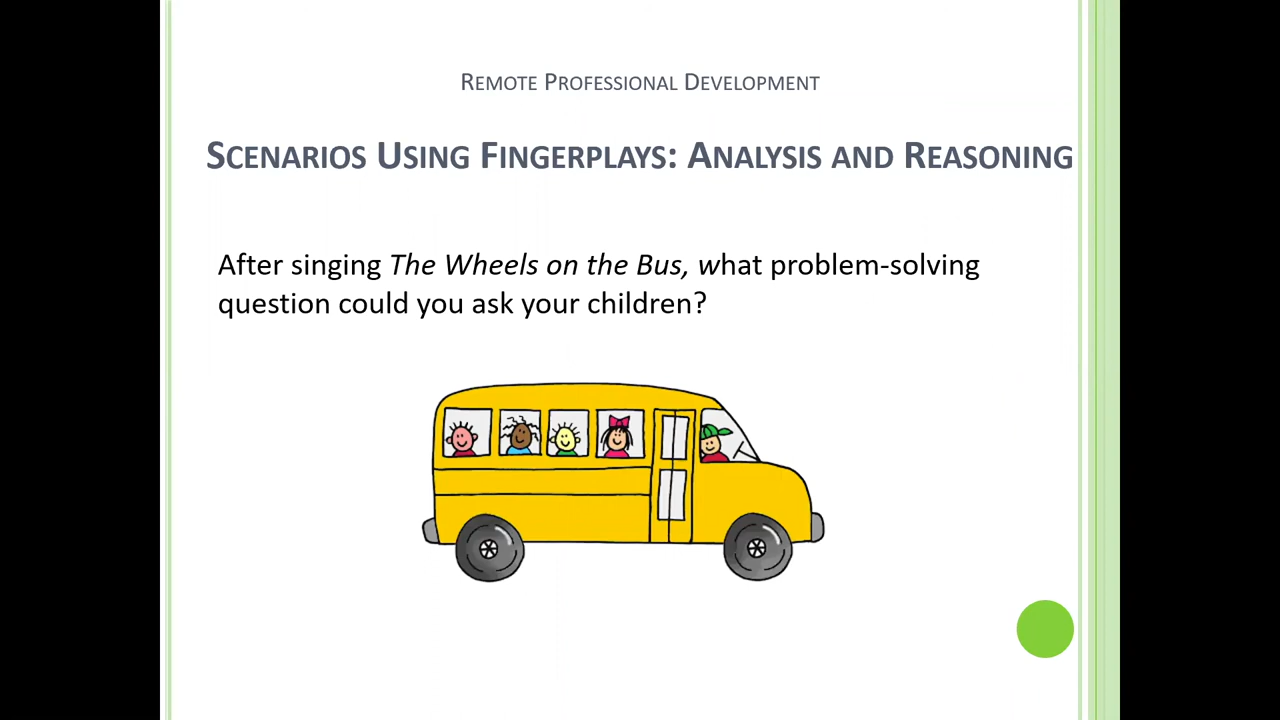 Remote Professional Development
Scenarios Using Fingerplays: Analysis and Reasoning
After singing The Wheels on the Bus, what problem-solving
question could you ask your children?